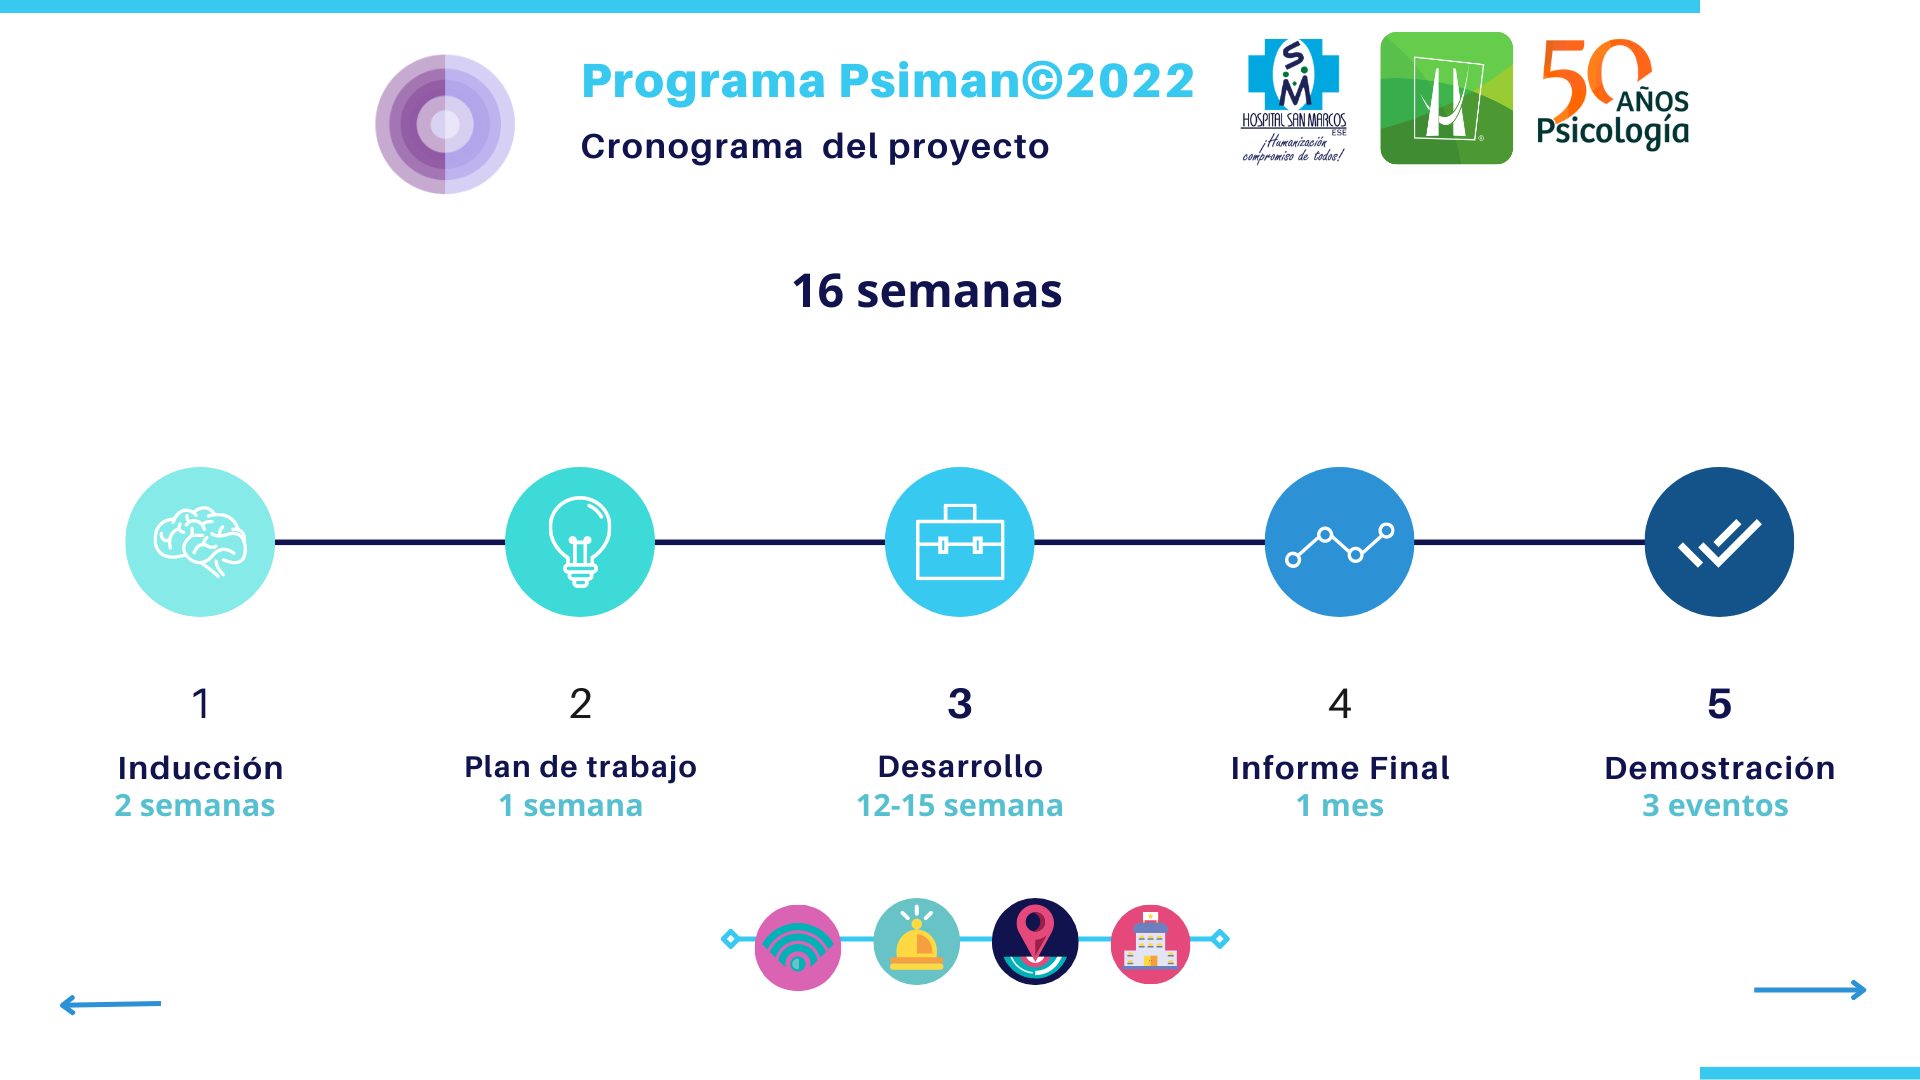 Programa Psiman©2022
Cronograma del proyecto
SM
HOSPITAL SAN MARCOS
ESE
¡Humanización
compromiso de todos!
®
50
AÑOS
Psicología
16 semanas
1
2
3
4
5
Inducción
Plan de trabajo
Desarrollo
Informe Final
Demostración
2 semanas
1 semana
12-15 semana
1 mes
3 eventos